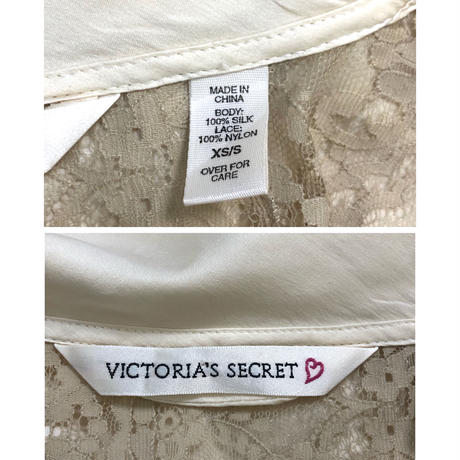 MADE IN
CHINA
BODY:
100% SILK
LACE:
100% NYLON
XS/S
OVER FOR
CARE
VICTORIA'S SECRET